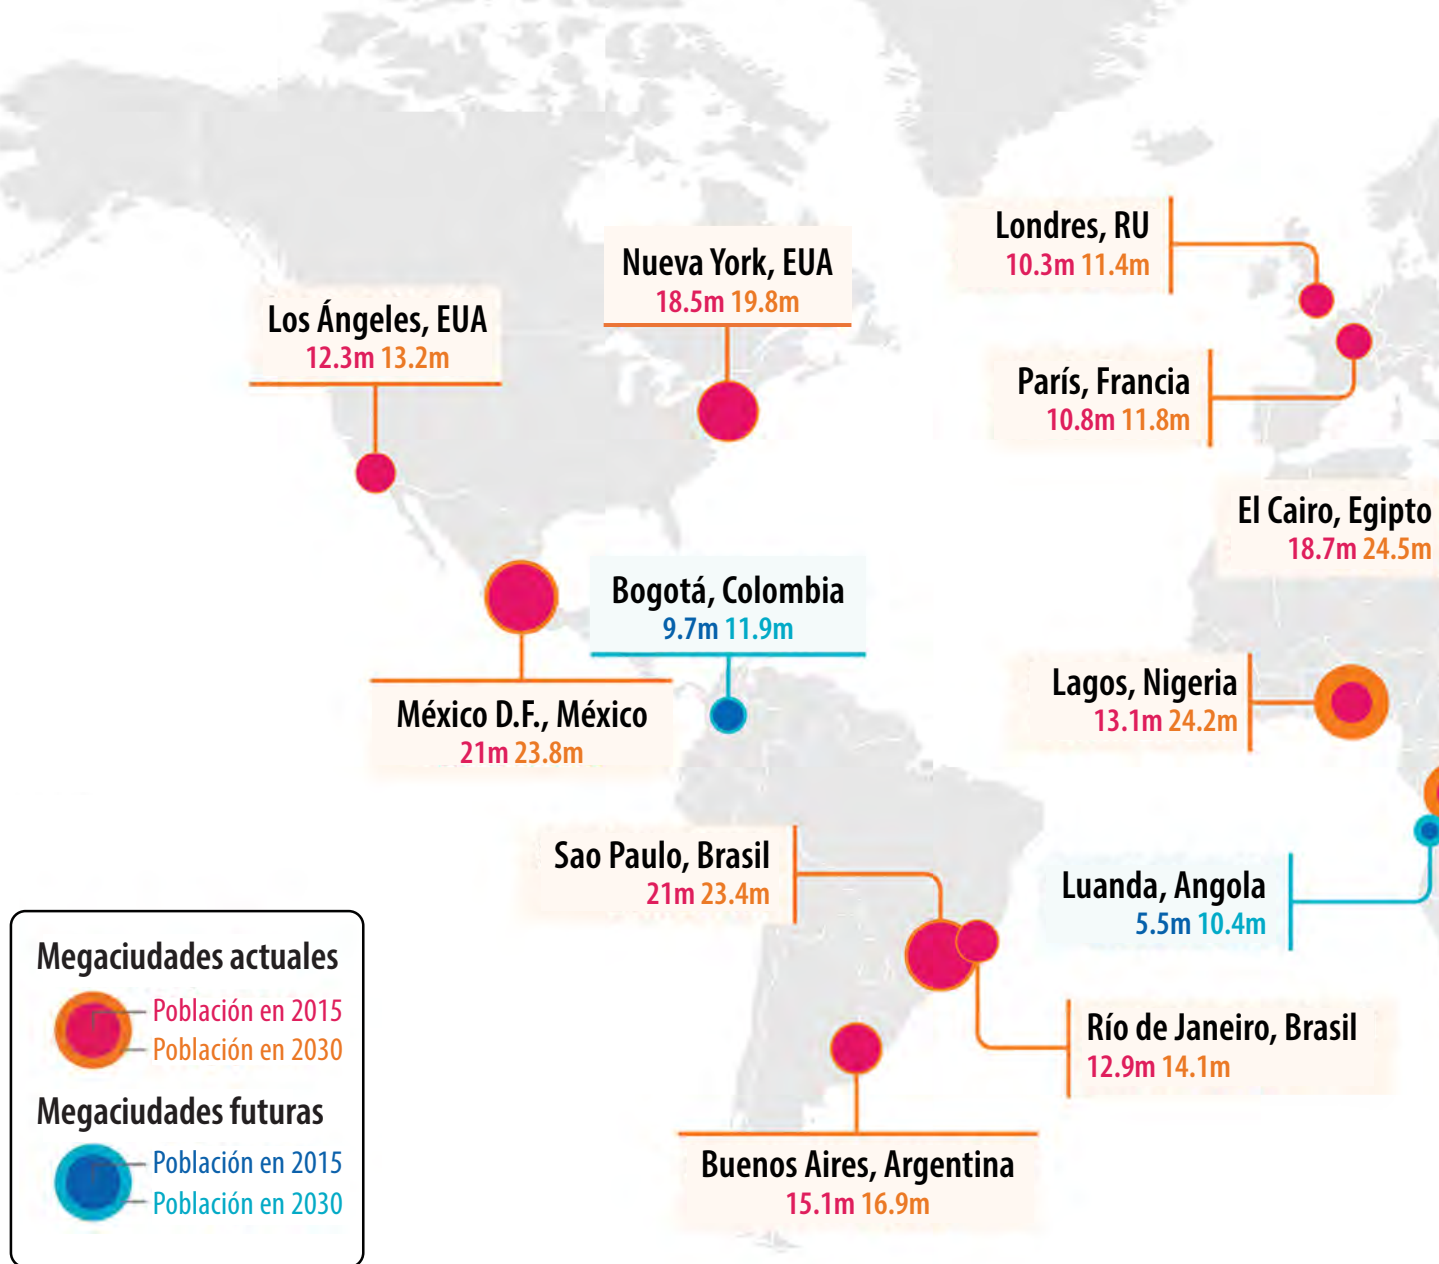 Londres, RU
10.3m 11.4m
Nueva York, EUA
18.5m 19.8m
Los Ángeles, EUA
12.3m 13.2m
París, Francia
10.8m 11.8m
El Cairo, Egipto
18.7m 24.5m
Bogotá, Colombia
9.7m 11.9m
Lagos, Nigeria
13.1m 24.2m
México D.F., México
21m 23.8m
Sao Paulo, Brasil
21m 23.4m
Luanda, Angola
5.5m 10.4m
Río de Janeiro, Brasil
12.9m 14.1m
Buenos Aires, Argentina
15.1m 16.9m
Megaciudades actuales
Población en 2015
Población en 2030
Megaciudades futuras
Población en 2015
Población en 2030